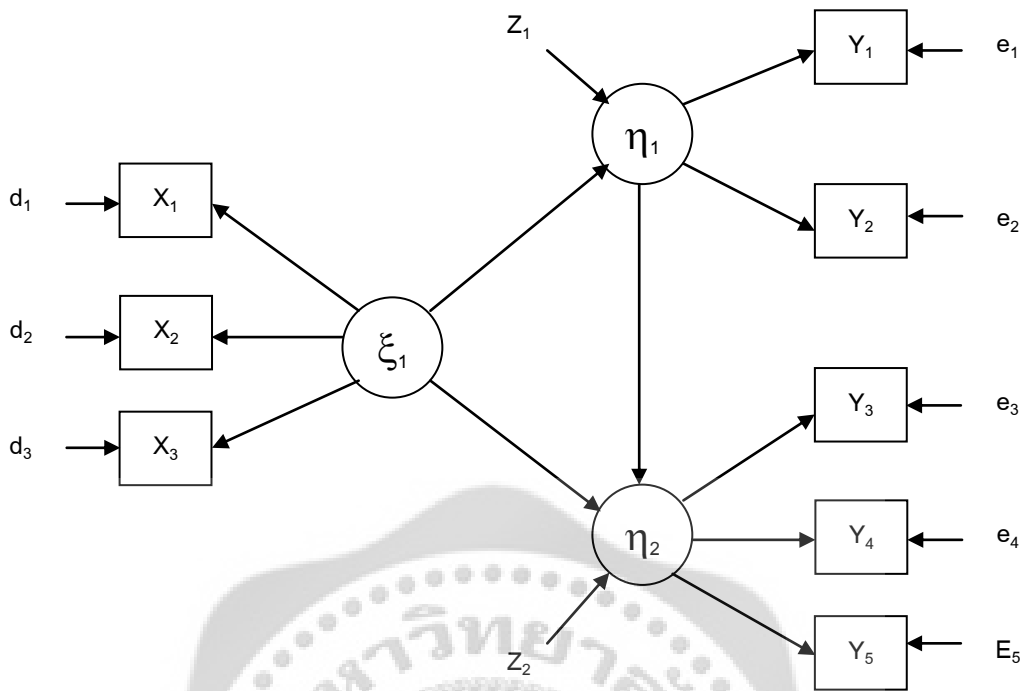 Z₁
Y₁
e₁
η₁
d₁
X₁
Y₂
e₂
d₂
X₂
ξ₁
Y₃
e₃
d₃
X₃
η₂
Y₄
e₄
Z₂
Y₅
E₅